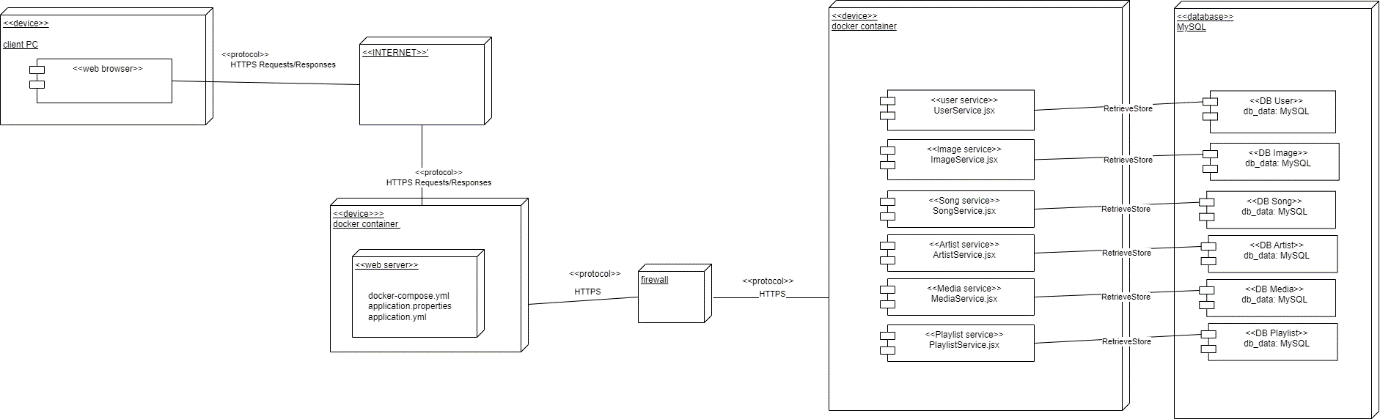 <<device>>
client PC
<<web browser>>
<<protocol>>
HTTPS Requests/Responses
<<INTERNET>>'
<<protocol>>
HTTPS Requests/Responses
<<device>>>
docker container
<<web server>>
docker-compose.yml
application.properties
application.yml
<<protocol>>
HTTPS
firewall
<<protocol>>
HTTPS
<<device>>
docker container
<<user service>>
UserService.jsx
<<Image service>>
ImageService.jsx
<<Song service>>
SongService.jsx
<<Artist service>>
ArtistService.jsx
<<Media service>>
MediaService.jsx
<<Playlist service>>
PlaylistService.jsx
RetrieveStore
RetrieveStore
RetrieveStore
RetrieveStore
RetrieveStore
RetrieveStore
<<database>>
MySQL
<<DB User>>
db_data: MySQL
<<DB Image>>
db_data: MySQL
<<DB Song>>
db_data: MySQL
<<DB Artist>>
db_data: MySQL
<<DB Media>>
db_data: MySQL
<<DB Playlist>>
db_data: MySQL